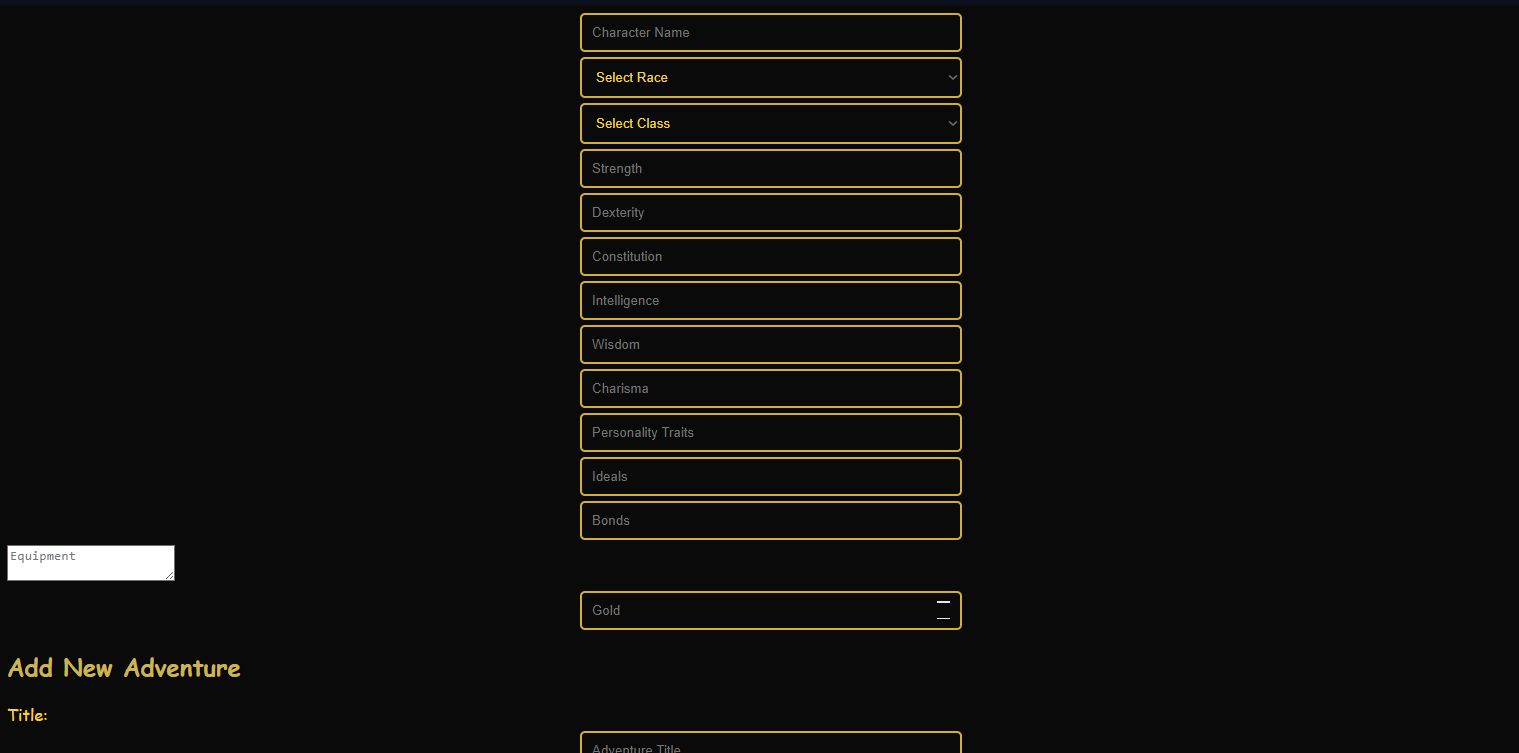 Character Name
Select Race
Select Class
Strength
Dexterity
Constitution
Intelligence
Wisdom
Charisma
Personality Traits
Ideals
Bonds
Equipment
Gold
Add New Adventure
Title:
Adventure Title